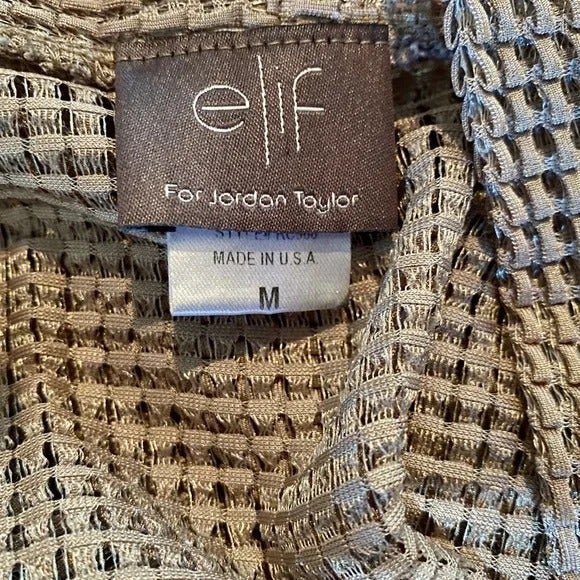 elif
For Jordan Taylor
MADE IN U.S.A.
M